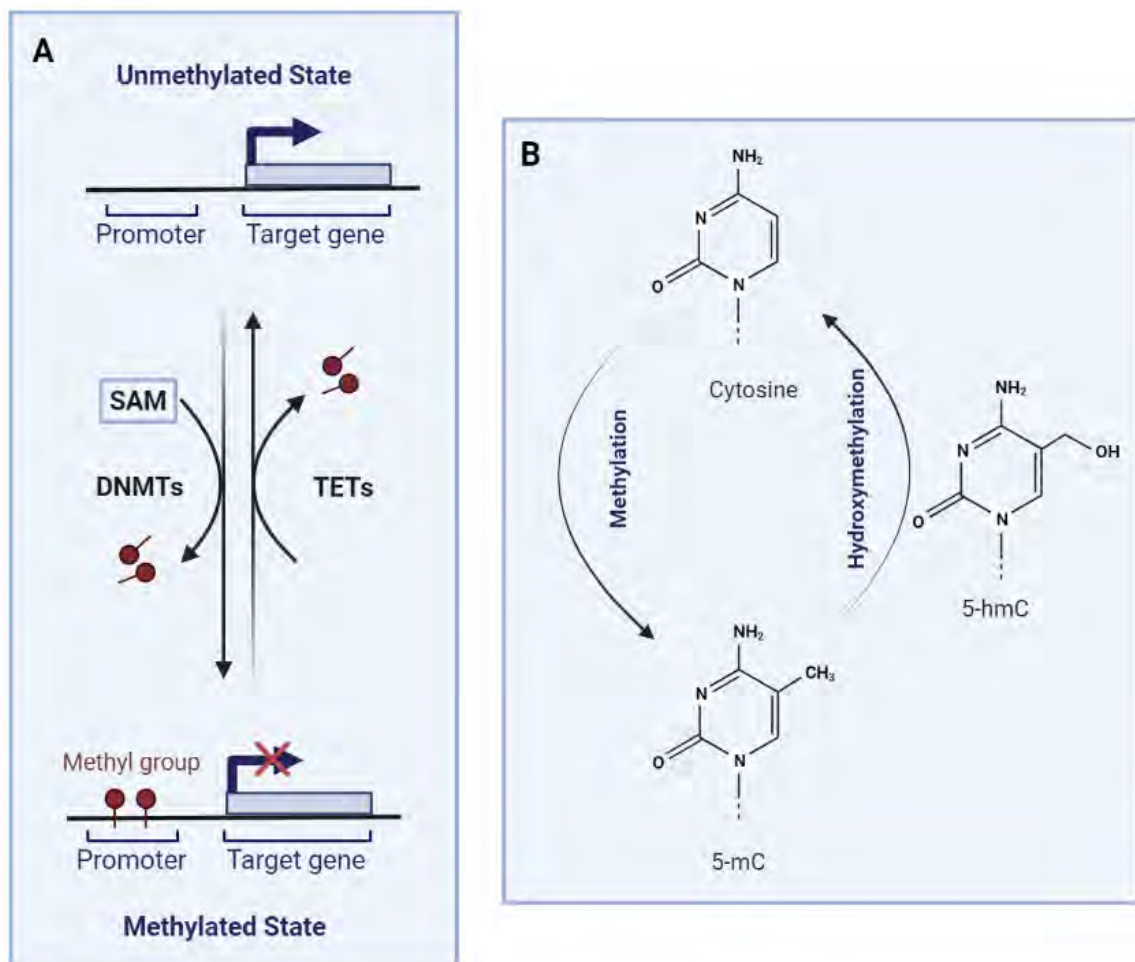 A
Unmethylated State
Promoter
Target gene
SAM
DNMTs
TETs
Methyl group
Promoter
Target gene
Methylated State
B
NH₂
N
O
N
Cytosine
Methylation
Hydroxymethylation
NH₂
N
OH
O
N
5-hmC
NH₂
CH₃
N
O
N
5-mC